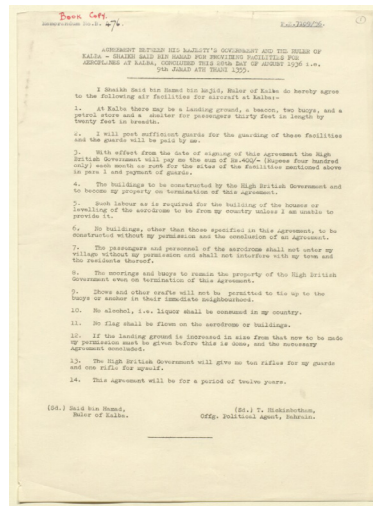 Book Copy.
476.
AGREEMENT BETWEEN HIS MAJESTY'S GOVERNMENT AND THE RULER OF
KALBA - SHAIKH SAID BIN HAMAD FOR PROVIDING FACILITIES FOR
AEROPLANES AT KALBA, CONCLUDED THIS DAY OF AUGUST 1936 i.e.
9th JAMAD ATH THANI 1355.
I Shaikh Said bin Hamad bin Majid, Ruler of Kalba do hereby agree
to the following air facilities for aircraft at Kalba:-
1. At Kalba there may be a landing ground, a beacon, two buoys, and a
petrol store and a shelter for passengers thirty feet in length by
twenty feet in breadth.
2. I will post sufficient guards for the guarding of these facilities
and the guards will be paid by me.
3. With effect from the date of signing of this Agreement the High
British Government will pay me the sum of Rs.400/- (Rupees four hundred
only) each month as rent for the sites of the facilities mentioned above
in para 1 and payment of guards.
4. The buildings to be constructed by the High British Government and
to become my property on termination of this Agreement.
5. Such labour as is required for the building of the houses or
levelling of the aerodrome to be from my country unless I am unable to
provide it.
6. No buildings, other than those specified in this Agreement, to be
constructed without my permission and the conclusion of an Agreement.
7. The passengers and personnel of the aerodrome shall not enter my
village without my permission and shall not interfere with my town and
the residents thereof.
8. The moorings and buoys to remain the property of the High British
Government even on termination of this Agreement.
9. Dhows and other crafts will not be permitted to tie up to the
buoys or anchor in their immediate neighbourhood.
10. No alcohol, i.e. liquor shall be consumed in my country.
11. No flag shall be flown on the aerodrome or buildings.
12. If the landing ground is increased in size from that now to be made
my permission must be given before this is done, and the necessary
Agreement concluded.
13. The High British Government will give me ten rifles for my guards
and one rifle for myself.
14. This Agreement will be for a period of twelve years.
(Sd.) Said bin Hamad,
Ruler of Kalba.
(Sd.) T. Hickinbotham,
Offg. Political Agent, Bahrain.